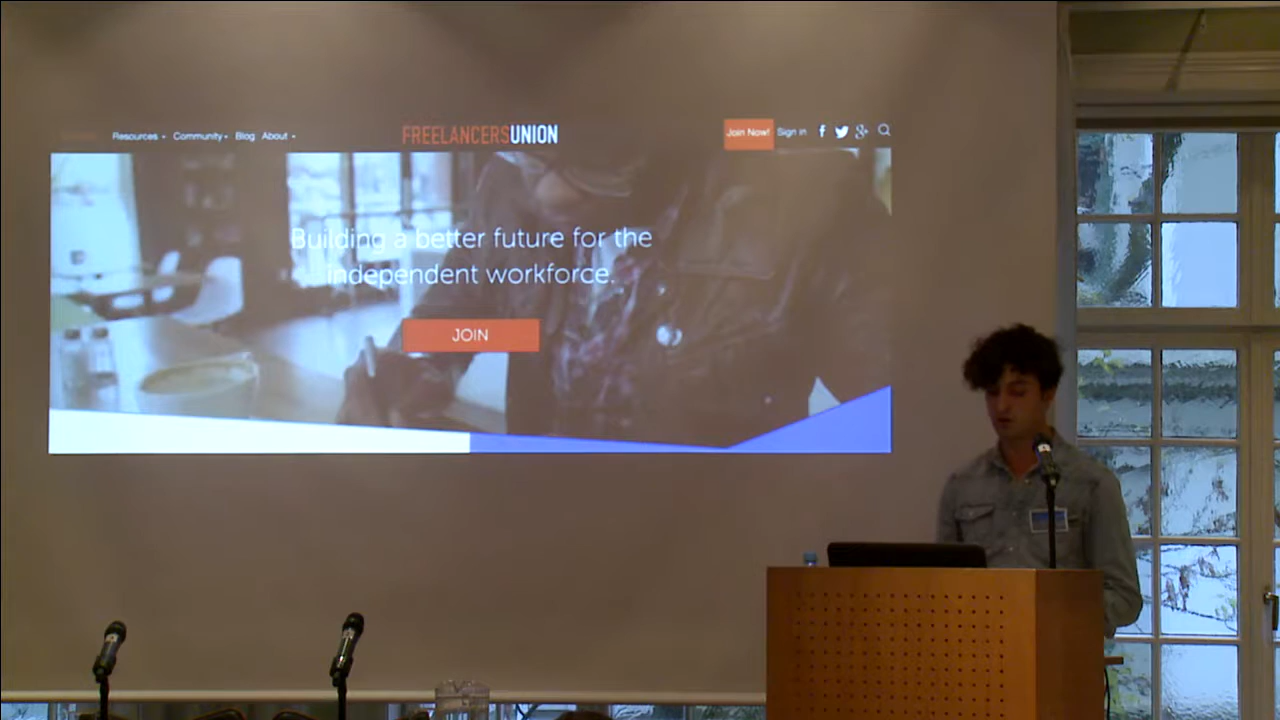 Resources Community Blog About FREELANCERSUNION Join Now! Sign in
Building a better future for the
independent workforce.
JOIN